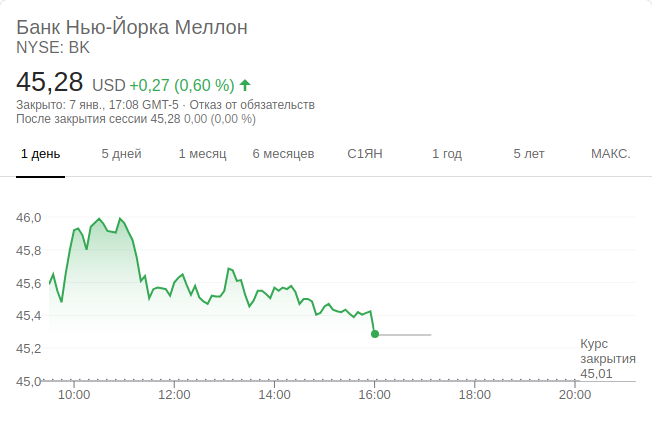 Банк Нью-Йорка Меллон
NYSE: BK
45,28 USD +0,27 (0,60 %)
Закрыто: 7 янв., 17:08 GMT-5 · Отказ от обязательств
После закрытия сессии 45,28 0,00 (0,00 %)
1 день 5 дней 1 месяц 6 месяцев С1ЯН 1 год 5 лет МАКС.
46,0
45,8
45,6
45,4
45,2
45,0
Курс
закрытия
45,01
10:00 12:00 14:00 16:00 18:00 20:00